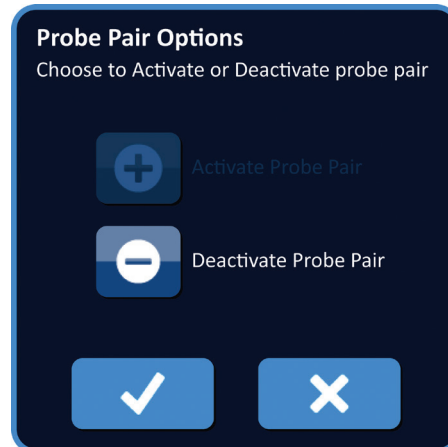 Probe Pair Options
Choose to Activate or Deactivate probe pair
Activate Probe Pair
Deactivate Probe Pair